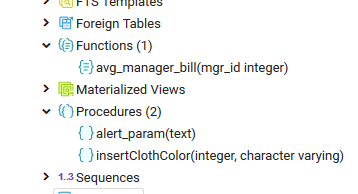 FTS Templates
Foreign Tables
Functions (1)
avg_manager_bill(mgr_id integer)
Materialized Views
Procedures (2)
alert_param(text)
insertClothColor(integer, character varying)
1.3 Sequences